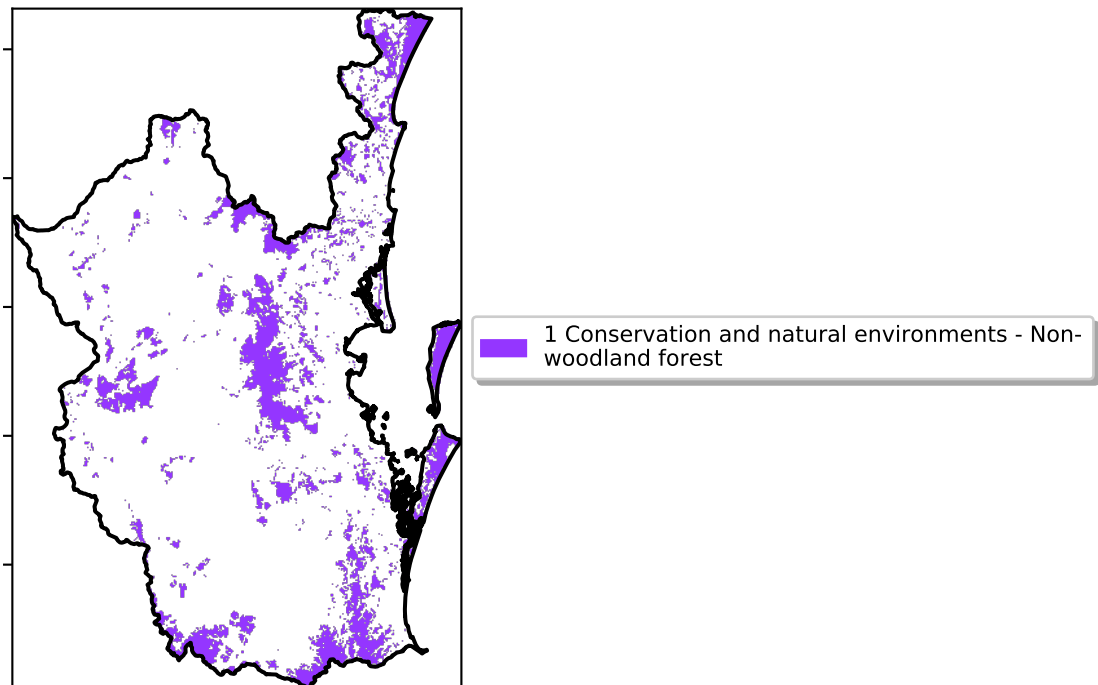 1 Conservation and natural environments - Non-
woodland forest